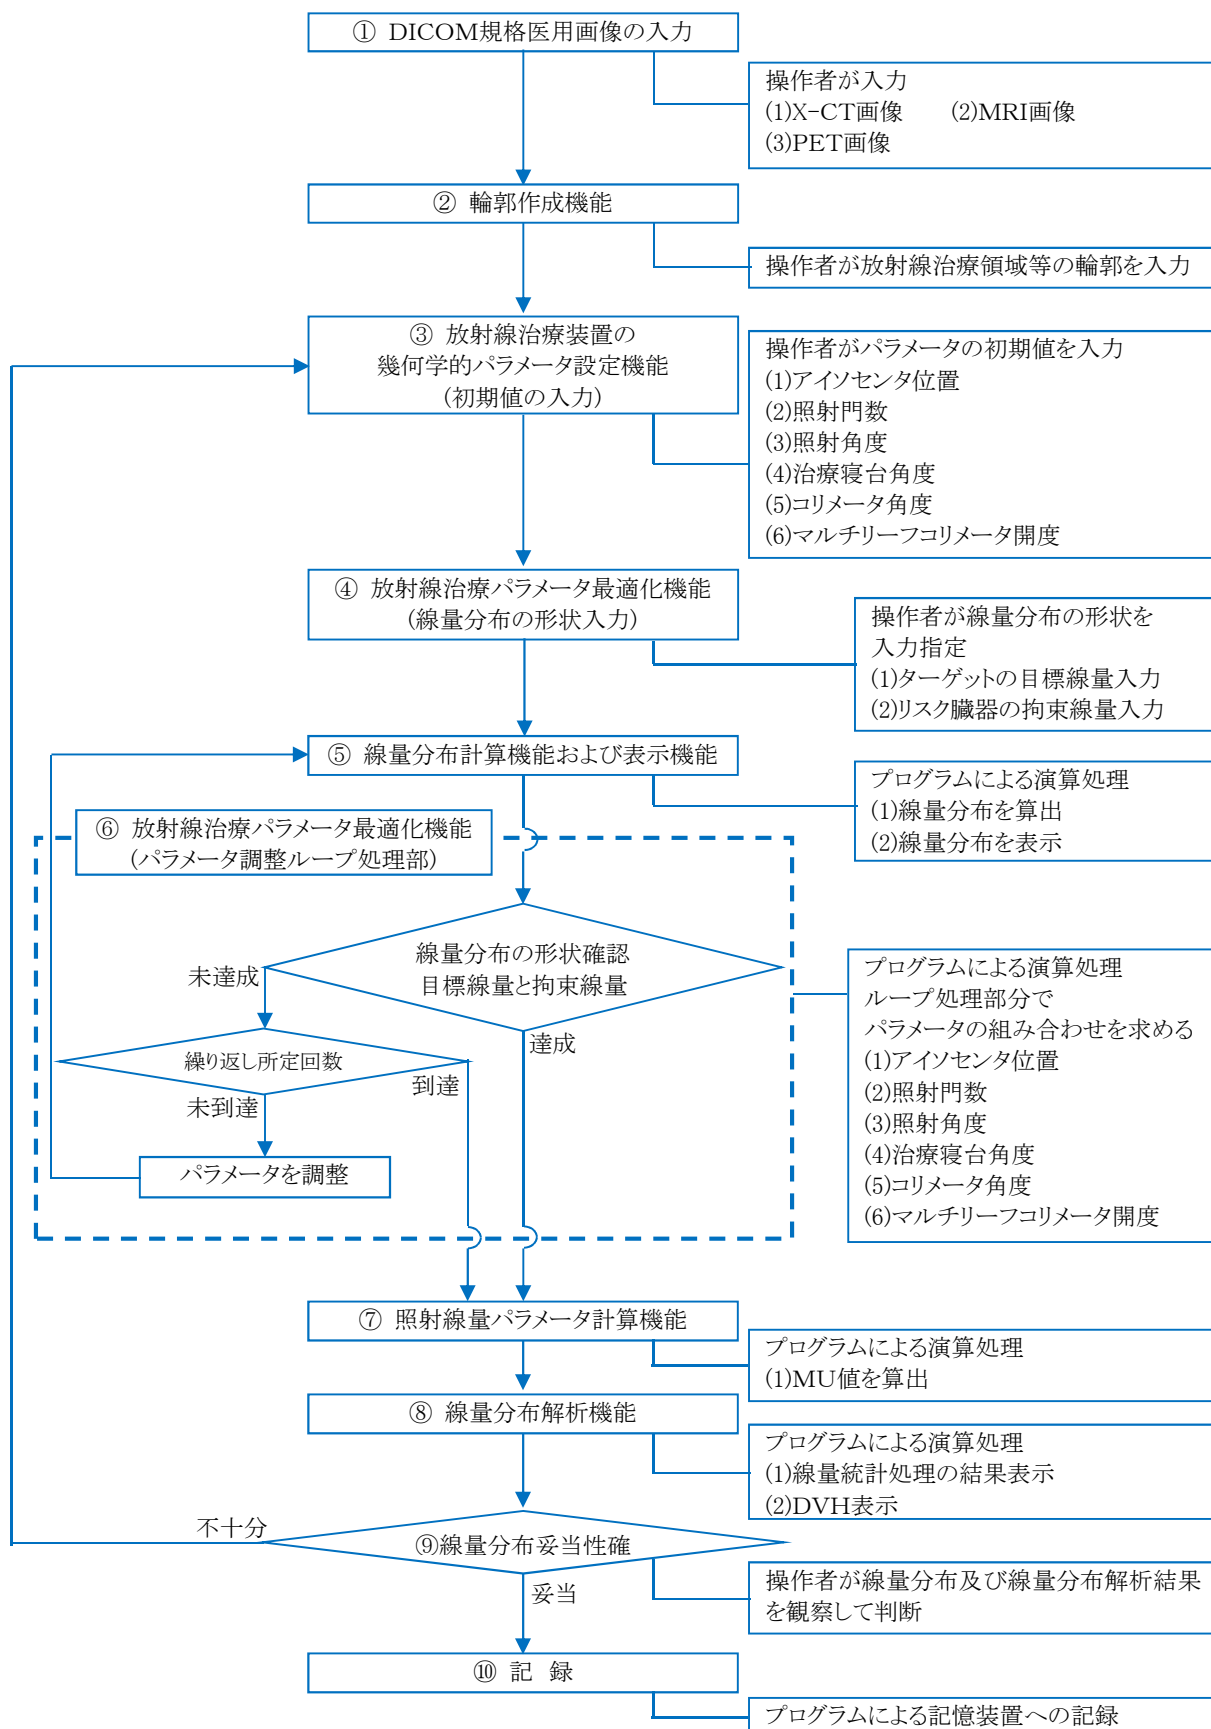 ① DICOM規格医用画像の入力
操作者が入力
(1)X-CT画像 (2)MRI画像
(3)PET画像
② 輪郭作成機能
操作者が放射線治療領域等の輪郭を入力
③ 放射線治療装置の
幾何学的パラメータ設定機能
(初期値の入力)
操作者がパラメータの初期値を入力
(1)アイソセンタ位置
(2)照射門数
(3)照射角度
(4)治療寝台角度
(5)コリメータ角度
(6)マルチリーフコリメータ開度
④ 放射線治療パラメータ最適化機能
(線量分布の形状入力)
操作者が線量分布の形状を
入力指定
(1)ターゲットの目標線量入力
(2)リスク臓器の拘束線量入力
⑤ 線量分布計算機能および表示機能
プログラムによる演算処理
(1)線量分布を算出
(2)線量分布を表示
⑥ 放射線治療パラメータ最適化機能
(パラメータ調整ループ処理部)
線量分布の形状確認
目標線量と拘束線量
未達成
達成
繰り返し所定回数
到達
未到達
パラメータを調整
プログラムによる演算処理
ループ処理部分で
パラメータの組み合わせを求める
(1)アイソセンタ位置
(2)照射門数
(3)照射角度
(4)治療寝台角度
(5)コリメータ角度
(6)マルチリーフコリメータ開度
⑦ 照射線量パラメータ計算機能
プログラムによる演算処理
(1)MU値を算出
⑧ 線量分布解析機能
プログラムによる演算処理
(1)線量統計処理の結果表示
(2)DVH表示
不十分
⑨線量分布妥当性確
妥当
操作者が線量分布及び線量分布解析結果
を観察して判断
⑩ 記 録
プログラムによる記憶装置への記録